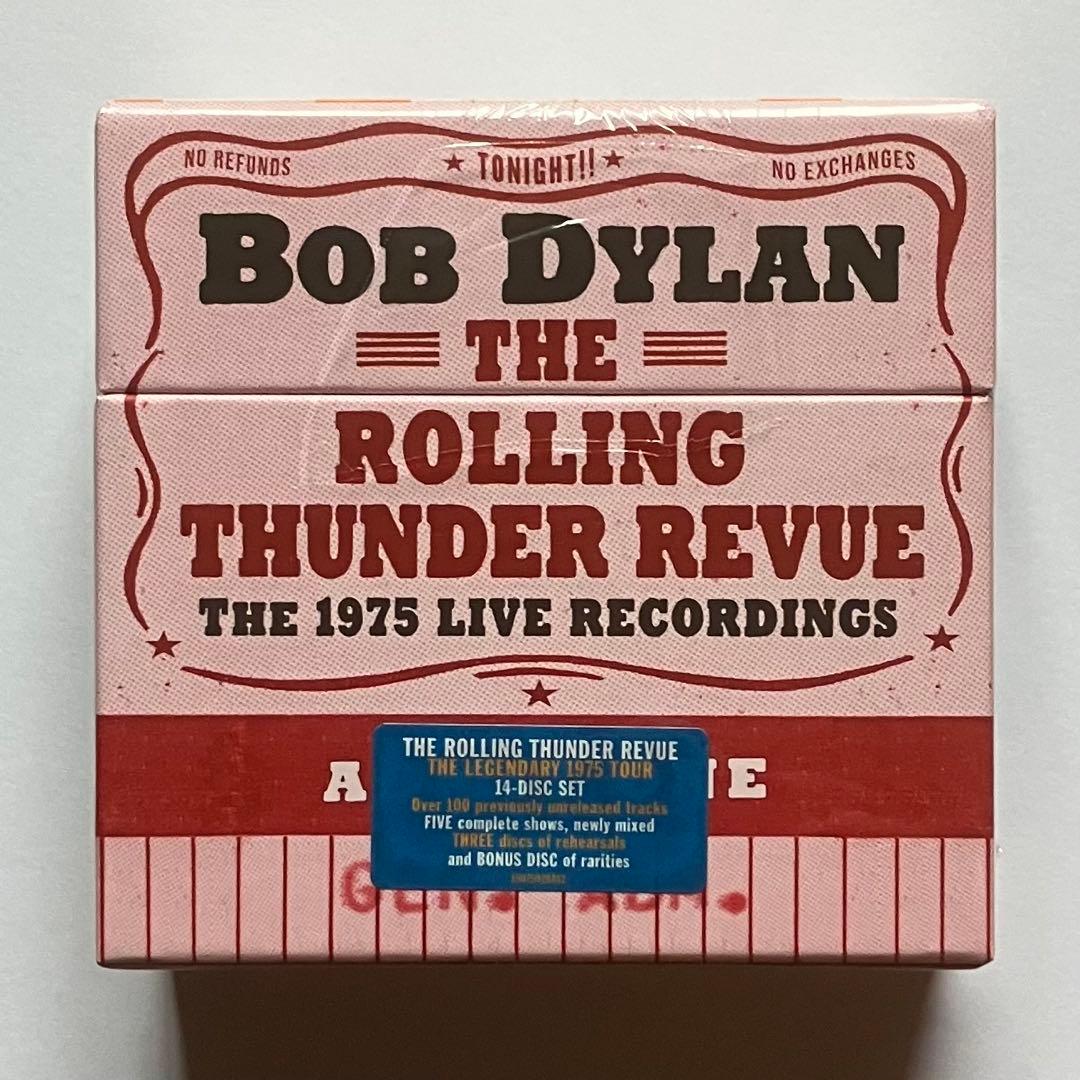 NO REFUNDS ★ TONIGHT!! ★ NO EXCHANGES
BOB DYLAN
THE
ROLLING
THUNDER REVUE
THE 1975 LIVE RECORDINGS
THE ROLLING THUNDER REVUE
THE LEGENDARY 1975 TOUR
14-DISC SET
Over 100 previously unreleased tracks
FIVE complete shows, newly mixed
THREE discs of rehearsals
and BONUS DISC of rarities